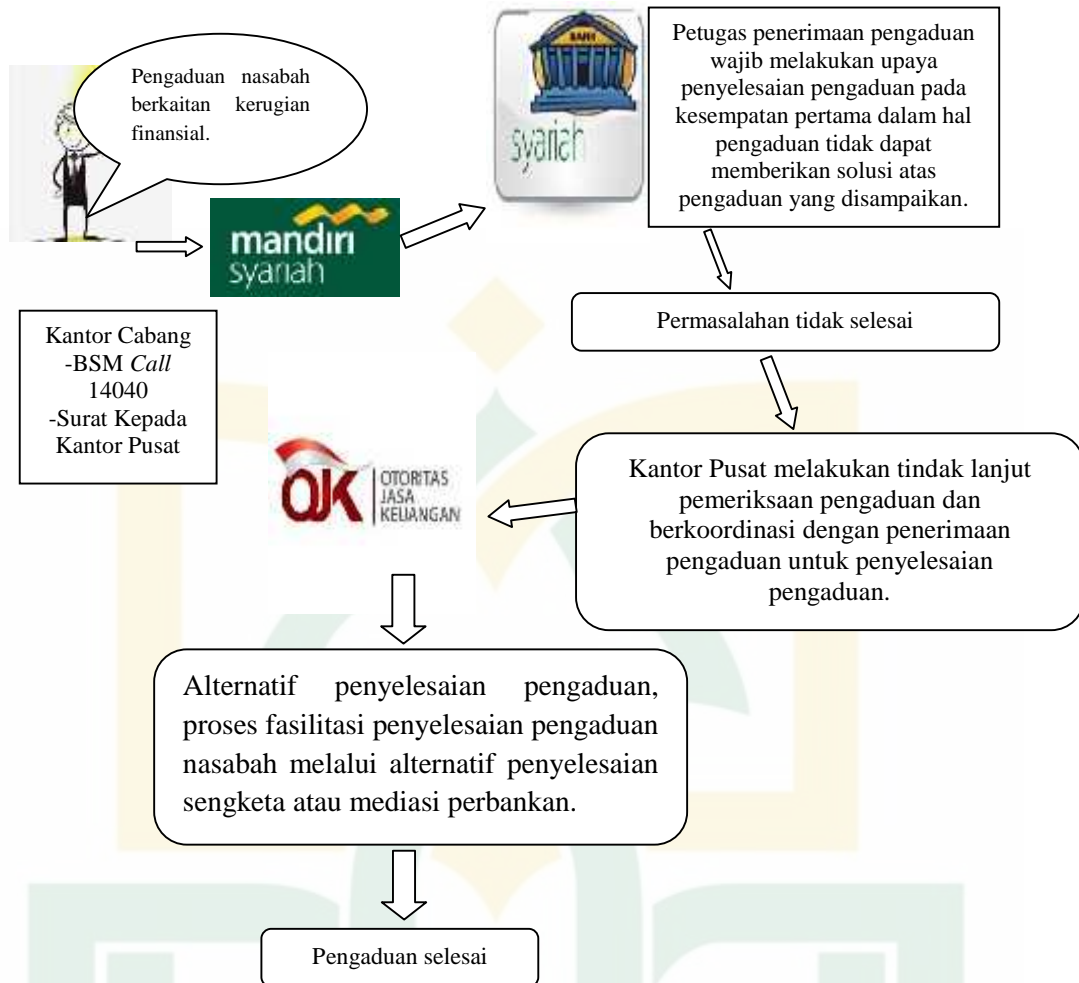 Pengaduan nasabah
berkaitan kerugian
finansial.
mandiri
syariah
Kantor Cabang
-BSM Call
14040
-Surat Kepada
Kantor Pusat
BANK
syariah
Petugas penerimaan pengaduan
wajib melakukan upaya
penyelesaian pengaduan pada
kesempatan pertama dalam hal
pengaduan tidak dapat
memberikan solusi atas
pengaduan yang disampaikan.
Permasalahan tidak selesai
Kantor Pusat melakukan tindak lanjut
pemeriksaan pengaduan dan
berkoordinasi dengan penerimaan
pengaduan untuk penyelesaian
pengaduan.
OJK
OTORITAS
JASA
KEUANGAN
Alternatif penyelesaian pengaduan,
proses fasilitasi penyelesaian pengaduan
nasabah melalui alternatif penyelesaian
sengketa atau mediasi perbankan.
Pengaduan selesai